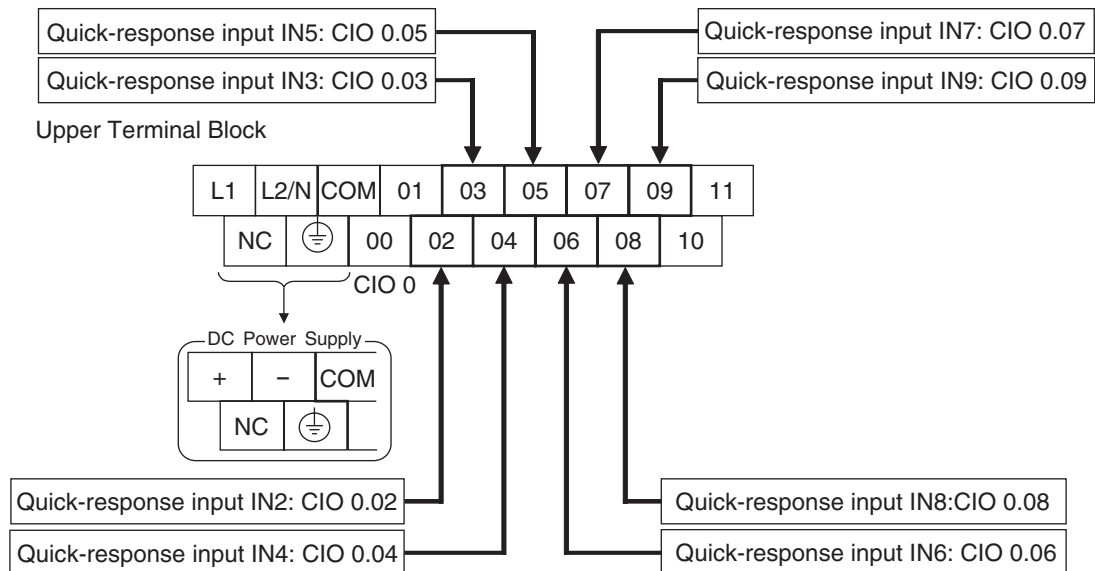 Quick-response input IN5: CIO 0.05
Quick-response input IN7: CIO 0.07
Quick-response input IN3: CIO 0.03
Quick-response input IN9: CIO 0.09
Upper Terminal Block
L1 L2/N COM 01 03 05 07 09 11
NC 00 02 04 06 08 10
CIO 0
DC Power Supply
+ − COM
NC
Quick-response input IN2: CIO 0.02
Quick-response input IN8:CIO 0.08
Quick-response input IN4: CIO 0.04
Quick-response input IN6: CIO 0.06